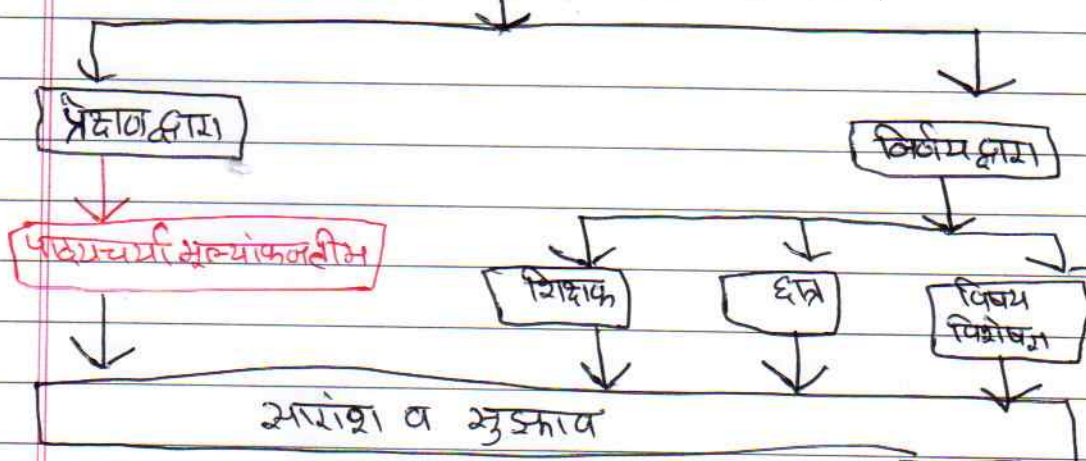 प्रेक्षण द्वारा
निर्णय द्वारा
पाठ्यचर्या मूल्यांकन टीम
शिक्षक
छात्र
विषय
विशेषज्ञ
सारांश व सुझाव